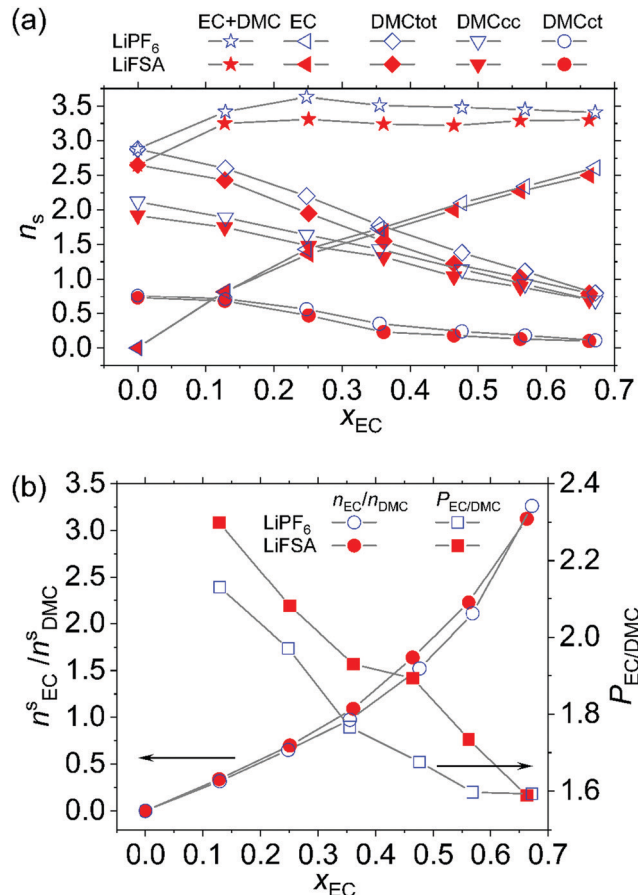 (a)
EC+DMC EC DMCtot DMCcc DMCct
LiPF6
LiFSA
3.5
3.0
2.5
2.0
1.5
1.0
0.5
0.0
ns
0.0 0.1 0.2 0.3 0.4 0.5 0.6 0.7
xEC
(b)
nEC/nDMC PEC/DMC
LiPF6
LiFSA
3.5
3.0
2.5
2.0
1.5
1.0
0.5
0.0
nsEC/nsDMC
2.4
2.2
2.0
1.8
1.6
PEC/DMC
0.0 0.1 0.2 0.3 0.4 0.5 0.6 0.7
xEC